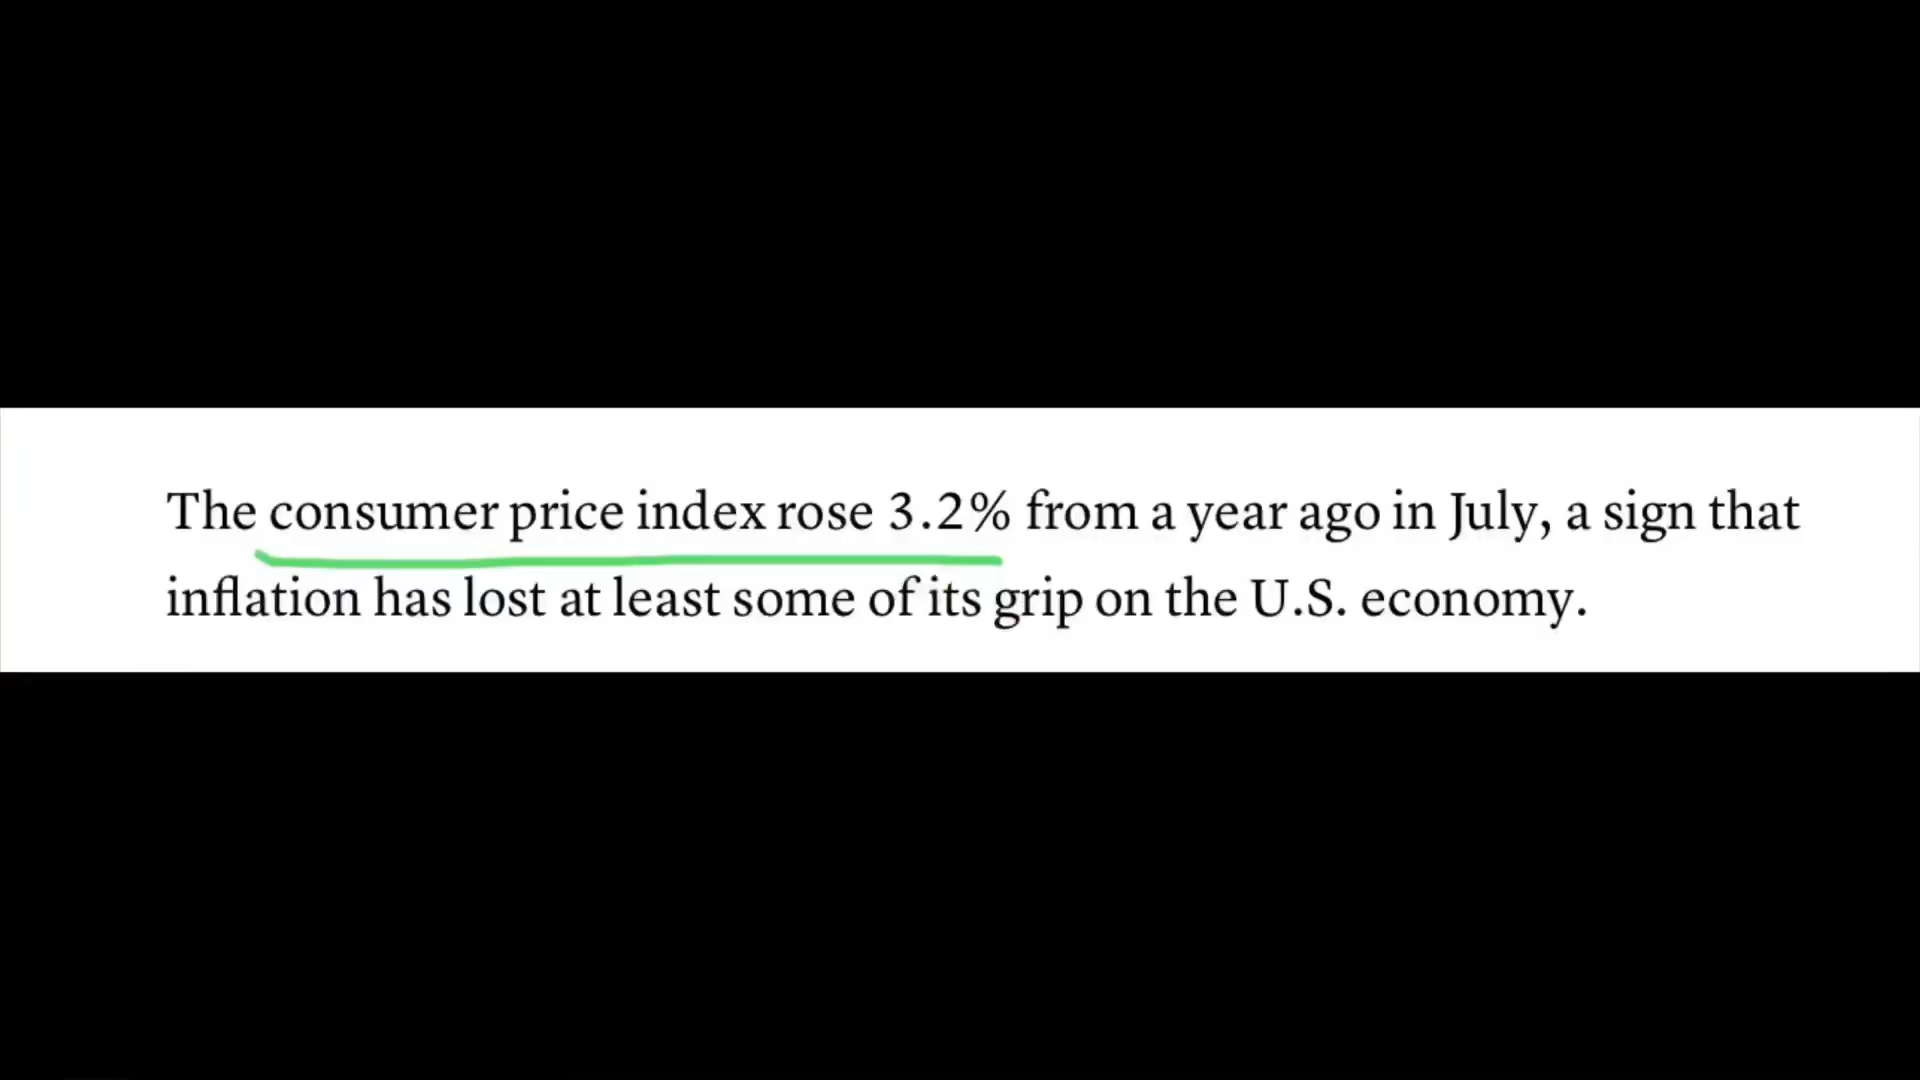 The consumer price index rose 3.2% from a year ago in July, a sign that
inflation has lost at least some of its grip on the U.S. economy.